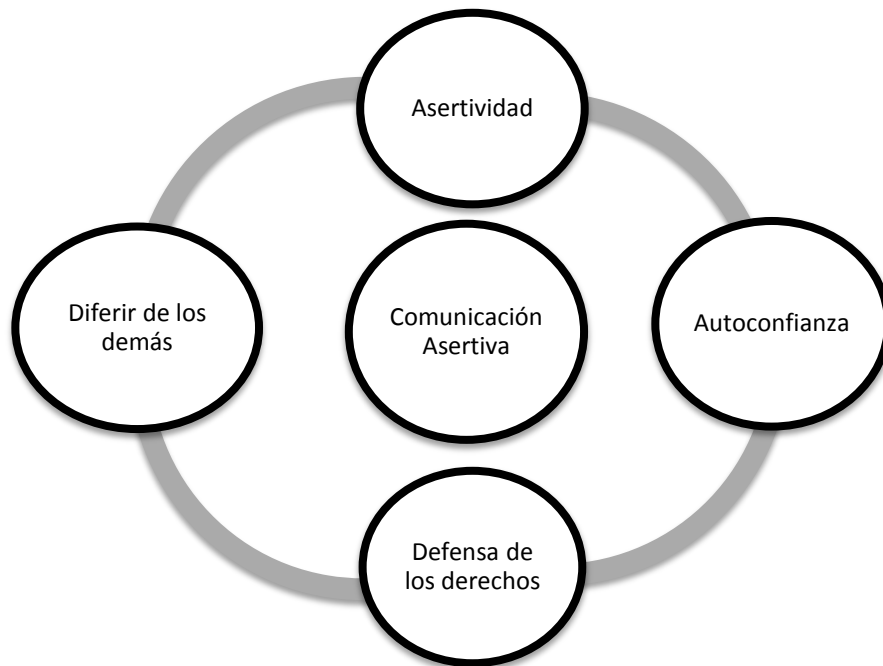 Asertividad
Diferir de los
demás
Comunicación
Asertiva
Autoconfianza
Defensa de
los derechos